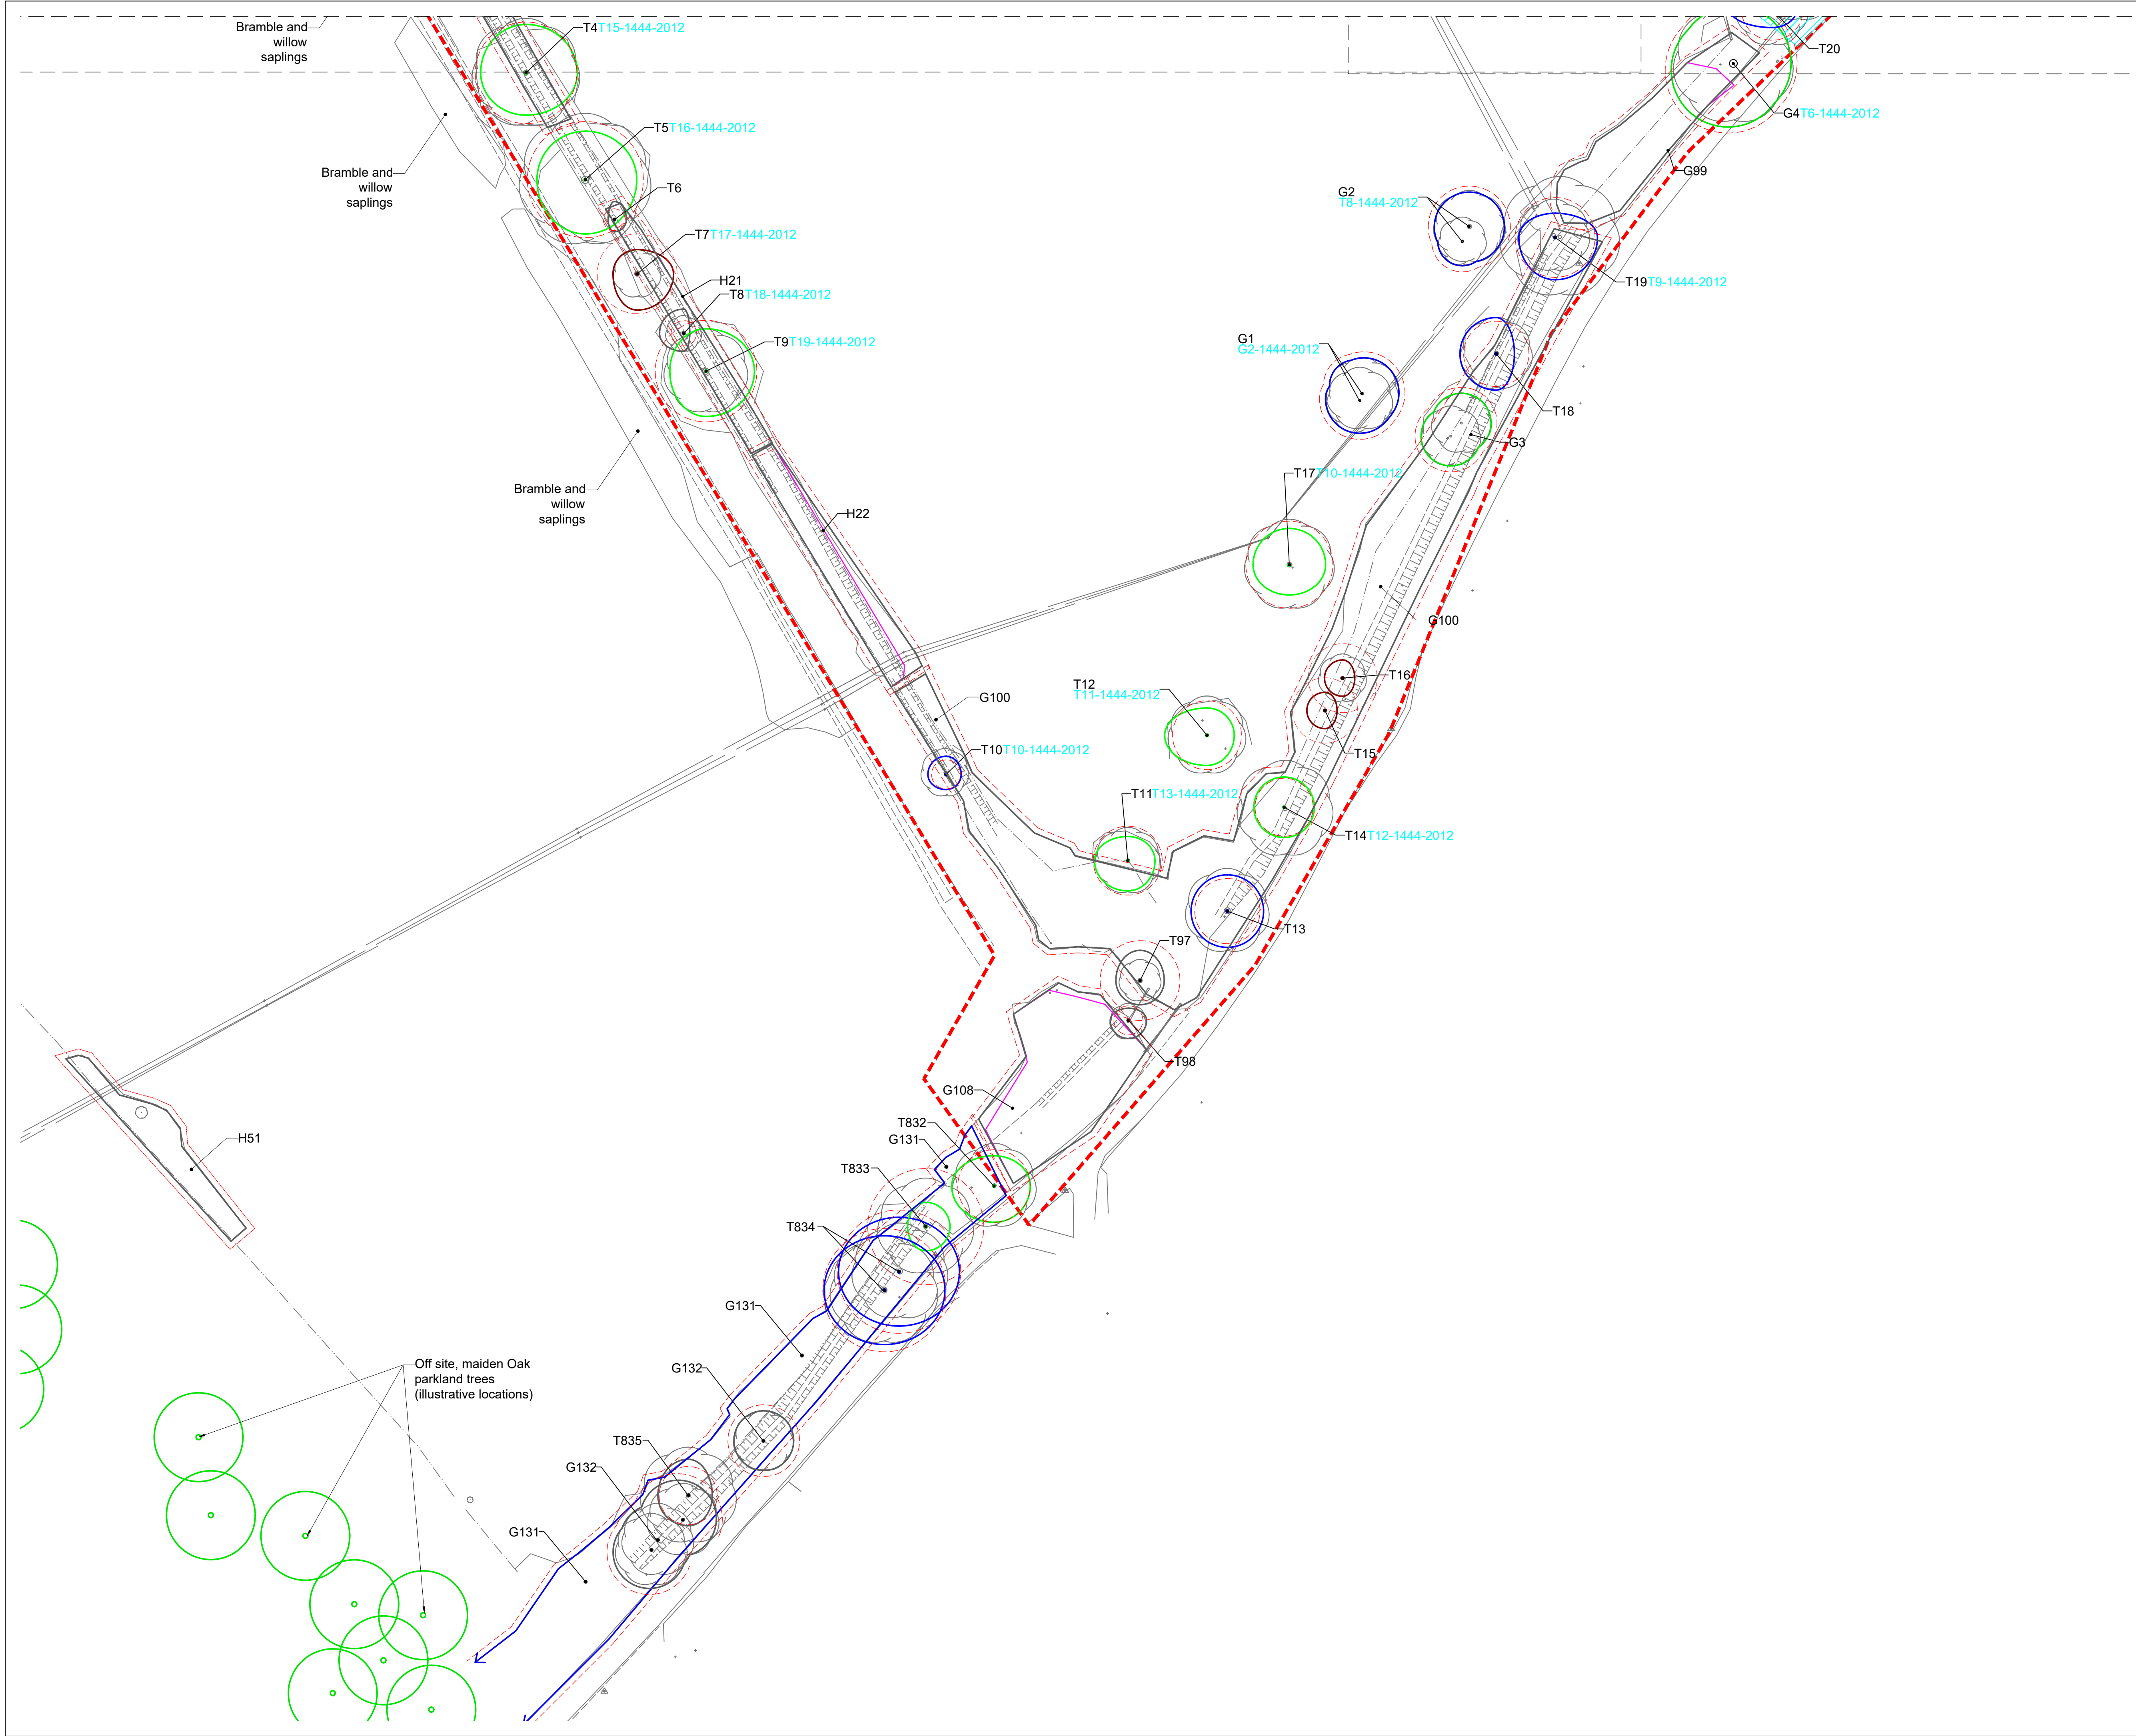 Bramble and
willow
saplings
T4T15-1444-2012
T20
G4T6-1444-2012
T5T16-1444-2012
Bramble and
willow
saplings
G99
T6
G2
T8-1444-2012
T7T17-1444-2012
H21
T19T9-1444-2012
T8T18-1444-2012
G1
G2-1444-2012
T9T19-1444-2012
T18
G3
T17T10-1444-2012
Bramble and
willow
saplings
H22
G100
T16
T12
T11-1444-2012
G100
T15
T10T10-1444-2012
T11T13-1444-2012
T14T12-1444-2012
T13
T97
T98
G108
T832
G131
H51
T833
T834
G131
Off site, maiden Oak
parkland trees
(illustrative locations)
G132
T835
G132
G131